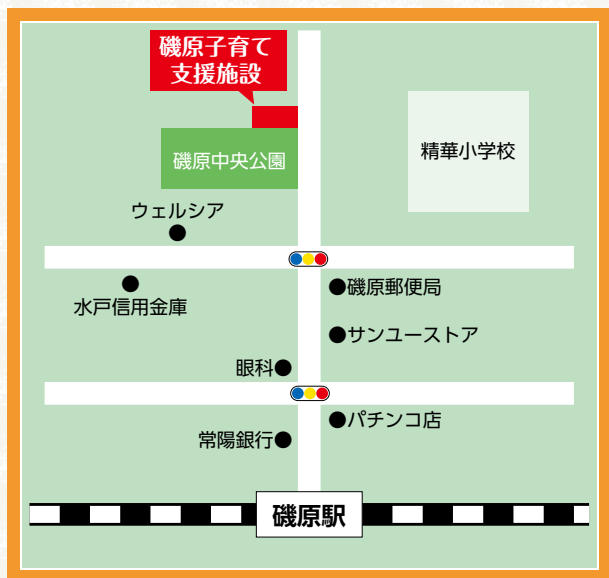 磯原子育て
支援施設
磯原中央公園
精華小学校
ウェルシア
水戸信用金庫
磯原郵便局
サンユーストア
眼科
パチンコ店
常陽銀行
磯原駅